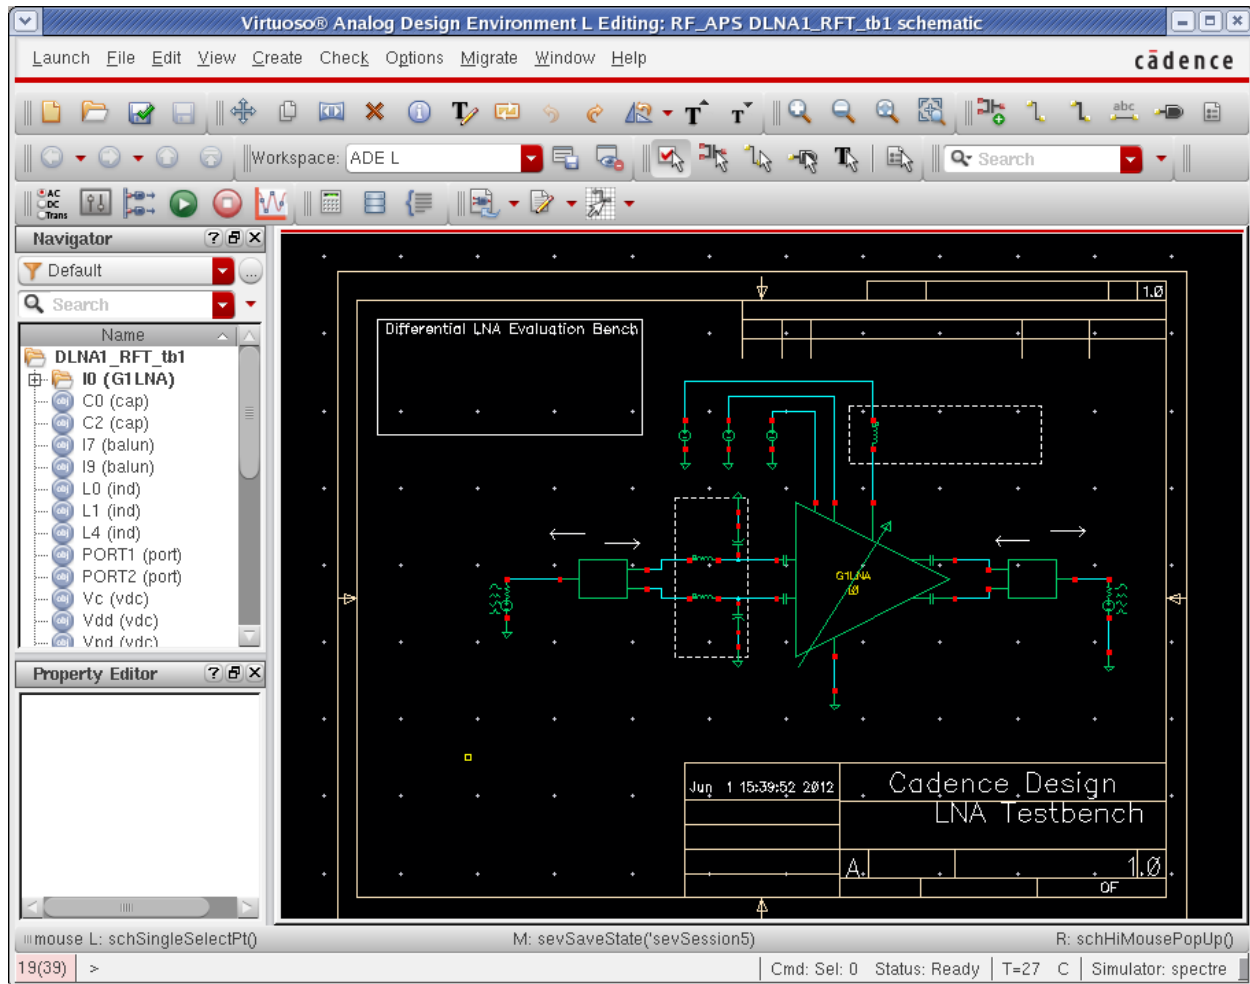 Virtuoso® Analog Design Environment L Editing: RF_APS DLNA1_RFT_tb1 schematic
Launch File Edit View Create Check Options Migrate Window Help
cādence
abc
Workspace: ADE L
Search
AC
DC
Trans
Navigator
Default
Search
Name
DLNA1_RFT_tb1
I0 (G1LNA)
C0 (cap)
C2 (cap)
I7 (balun)
I9 (balun)
L0 (ind)
L1 (ind)
L4 (ind)
PORT1 (port)
PORT2 (port)
Vc (vdc)
Vdd (vdc)
Vnd (vdc)
Property Editor
1.0
Differential LNA Evaluation Bench
G1LNA
Jun 1 15:39:52 2012
Cadence Design
LNA Testbench
A
1.0
OF
mouse L: schSingleSelectPt()
M: sevSaveState('sevSession5)
R: schHiMousePopUp()
19(39) >
Cmd: Sel: 0 Status: Ready T=27 C Simulator: spectre